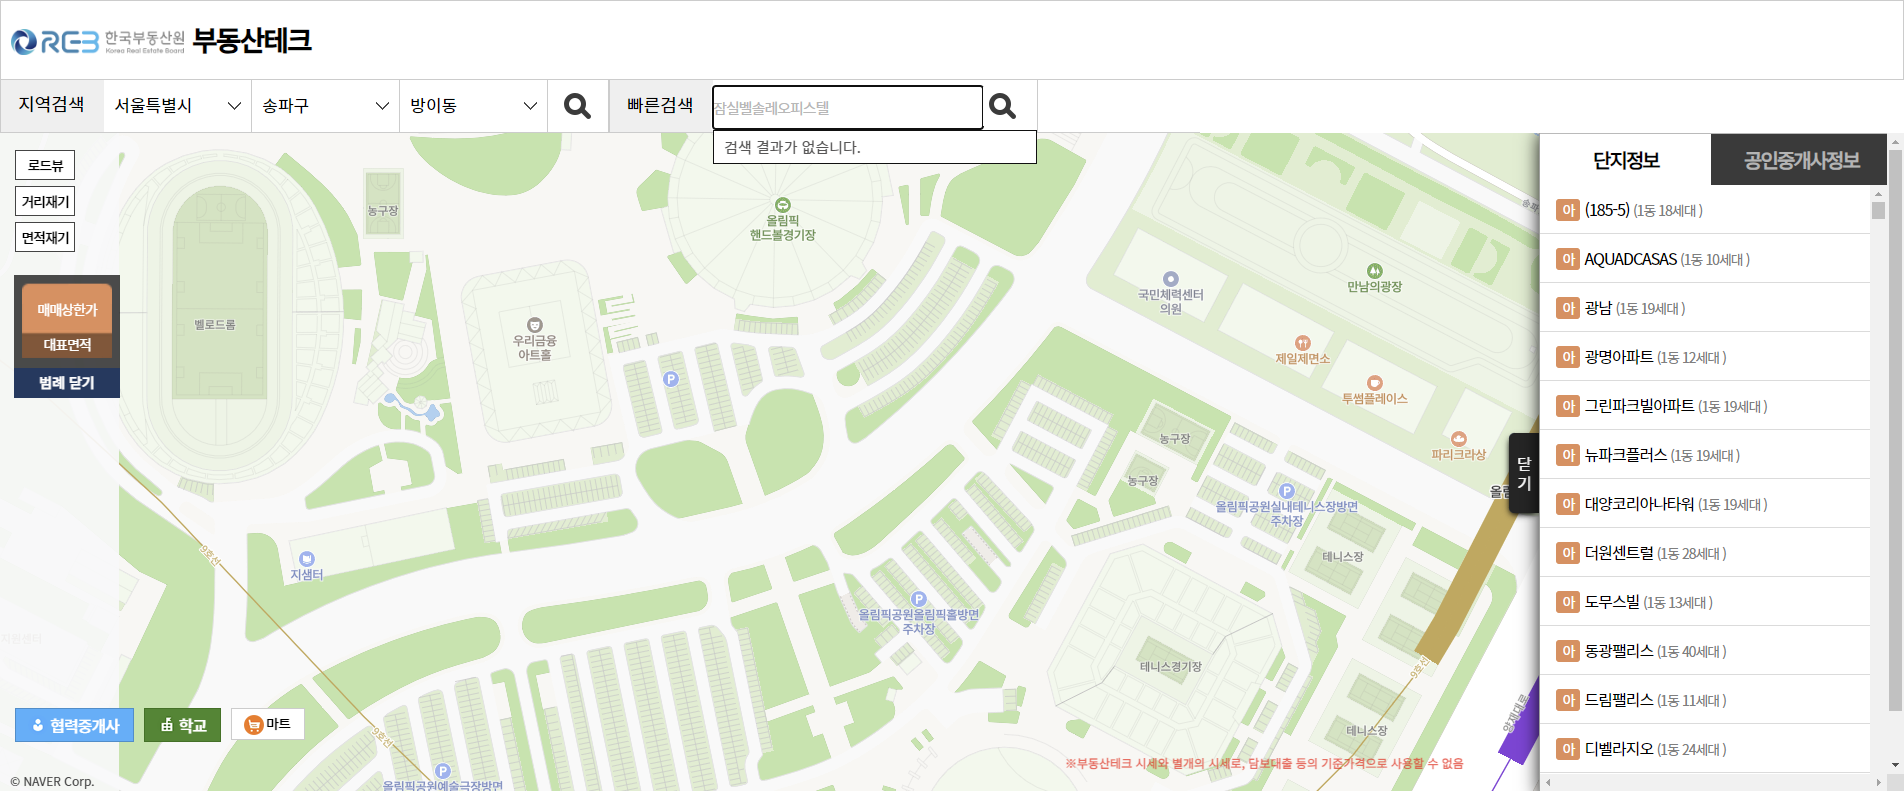 REB 한국부동산원 부동산테크
Korea Real Estate Board
지역검색 서울특별시 송파구 방이동 빠른검색 잠실벨솔레오피스텔
검색 결과가 없습니다.
로드뷰
거리재기
면적재기
매매상한가
대표면적
범례 닫기
농구장
올림픽
핸드볼경기장
벨로드롬
우리금융
아트홀
P
국민체력센터
의원
만남의광장
제일제면소
투썸플레이스
파리크라상
농구장
농구장
P
올림픽공원실내테니스장방면
주차장
테니스장
지샘터
9호선
P
올림픽공원올림픽홀방면
주차장
테니스경기장
9호선
테니스장
양재대로
9호선
P
올림픽공원예술극장방면
닫
기
협력중개사 학교 마트
© NAVER Corp.
※부동산테크 시세와 별개의 시세로, 담보대출 등의 기준가격으로 사용할 수 없음
단지정보 공인중개사정보
아 (185-5) (1동 18세대 )
아 AQUADCASAS (1동 10세대 )
아 광남 (1동 19세대 )
아 광명아파트 (1동 12세대 )
아 그린파크빌아파트 (1동 19세대 )
아 뉴파크플러스 (1동 19세대 )
아 대양코리아나타워 (1동 19세대 )
아 더원센트럴 (1동 28세대 )
아 도무스빌 (1동 13세대 )
아 동광팰리스 (1동 40세대 )
아 드림팰리스 (1동 11세대 )
아 디벨라지오 (1동 24세대 )